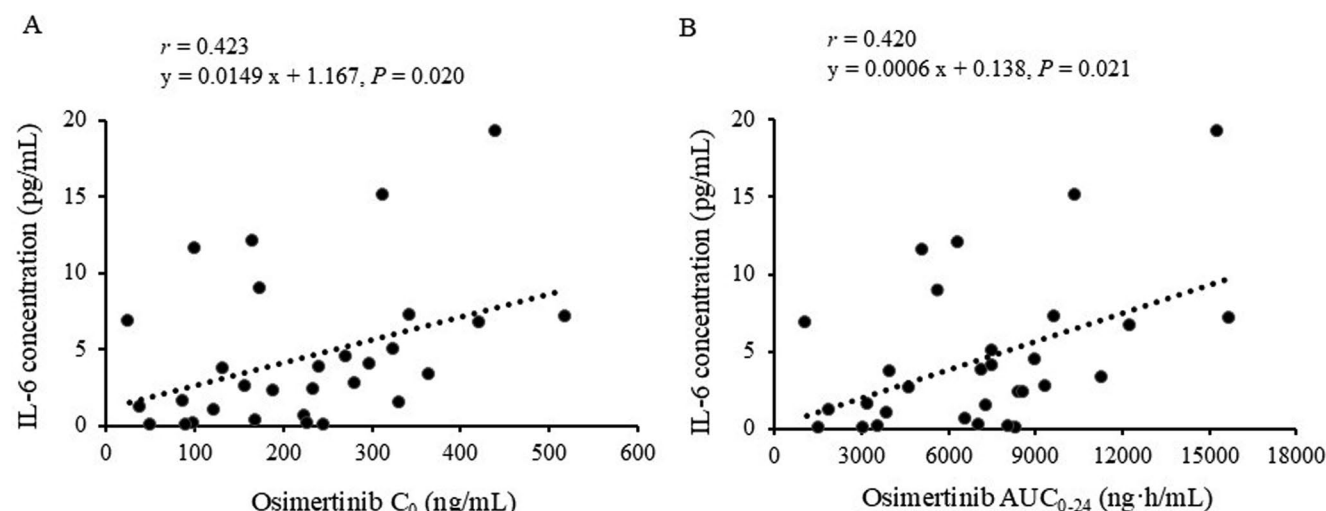 A
r = 0.423
y = 0.0149 x + 1.167, P = 0.020
IL-6 concentration (pg/mL)
20
15
10
5
0
0 100 200 300 400 500 600
Osimertinib C₀ (ng/mL)
B
r = 0.420
y = 0.0006 x + 0.138, P = 0.021
IL-6 concentration (pg/mL)
20
15
10
5
0
0 3000 6000 9000 12000 15000 18000
Osimertinib AUC₀₋₂₄ (ng·h/mL)